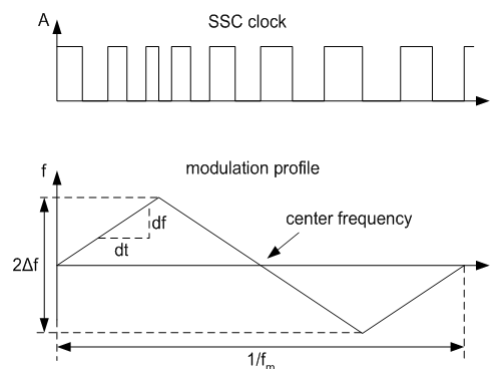 A
SSC clock
f
modulation profile
df
dt
center frequency
2Δf
1/fm